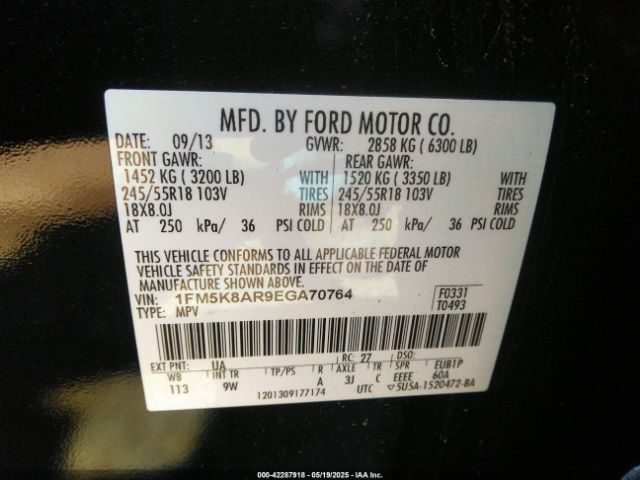 MFD. BY FORD MOTOR CO.
DATE: 09/13 GVWR: 2858 KG ( 6300 LB)
FRONT GAWR: REAR GAWR:
1452 KG ( 3200 LB) WITH 1520 KG ( 3350 LB) WITH
245/55R18 103V TIRES 245/55R18 103V TIRES
18X8.0J RIMS 18X8.0J RIMS
AT 250 kPa/ 36 PSI COLD AT 250 kPa/ 36 PSI COLD
THIS VEHICLE CONFORMS TO ALL APPLICABLE FEDERAL MOTOR
VEHICLE SAFETY STANDARDS IN EFFECT ON THE DATE OF
MANUFACTURE SHOWN ABOVE.
VIN: 1FM5K8AR9EGA70764 F0331
TYPE: MPV T0493
EXT PNT: UA RC: 27 DSO:
WB INT TR TP/PS R AXLE TR SPR EUB1P
113 9W A 3J C EEEE 60A
1201309177174 UTC 5U5A-1520472-BA
000-42287918 - 05/19/2025 - IAA Inc.